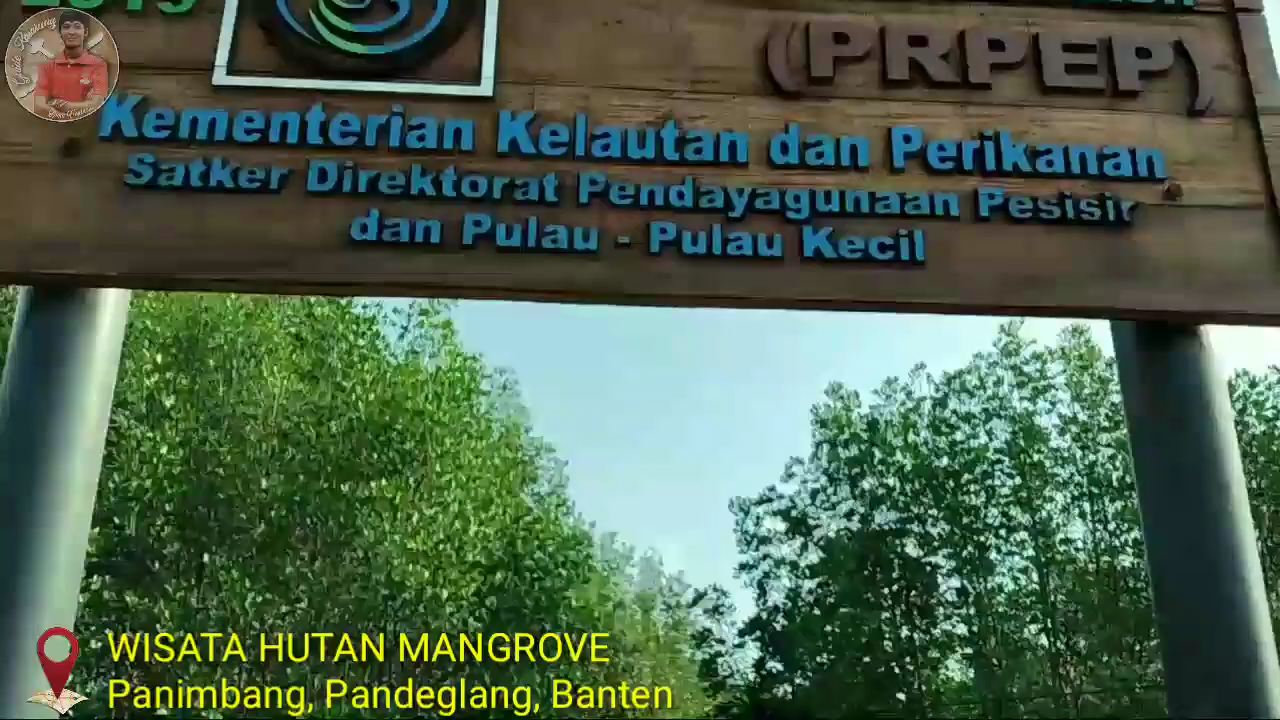 2019
(PRPEP)
Kementerian Kelautan dan Perikanan
Satker Direktorat Pendayagunaan Pesisir
dan Pulau - Pulau Kecil
WISATA HUTAN MANGROVE
Panimbang, Pandeglang, Banten